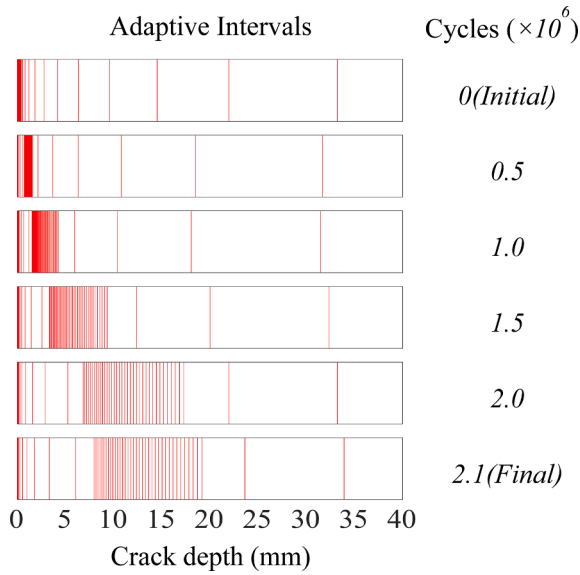 Adaptive Intervals
Cycles (×10^6)
0(Initial)
0.5
1.0
1.5
2.0
2.1(Final)
0 5 10 15 20 25 30 35 40
Crack depth (mm)